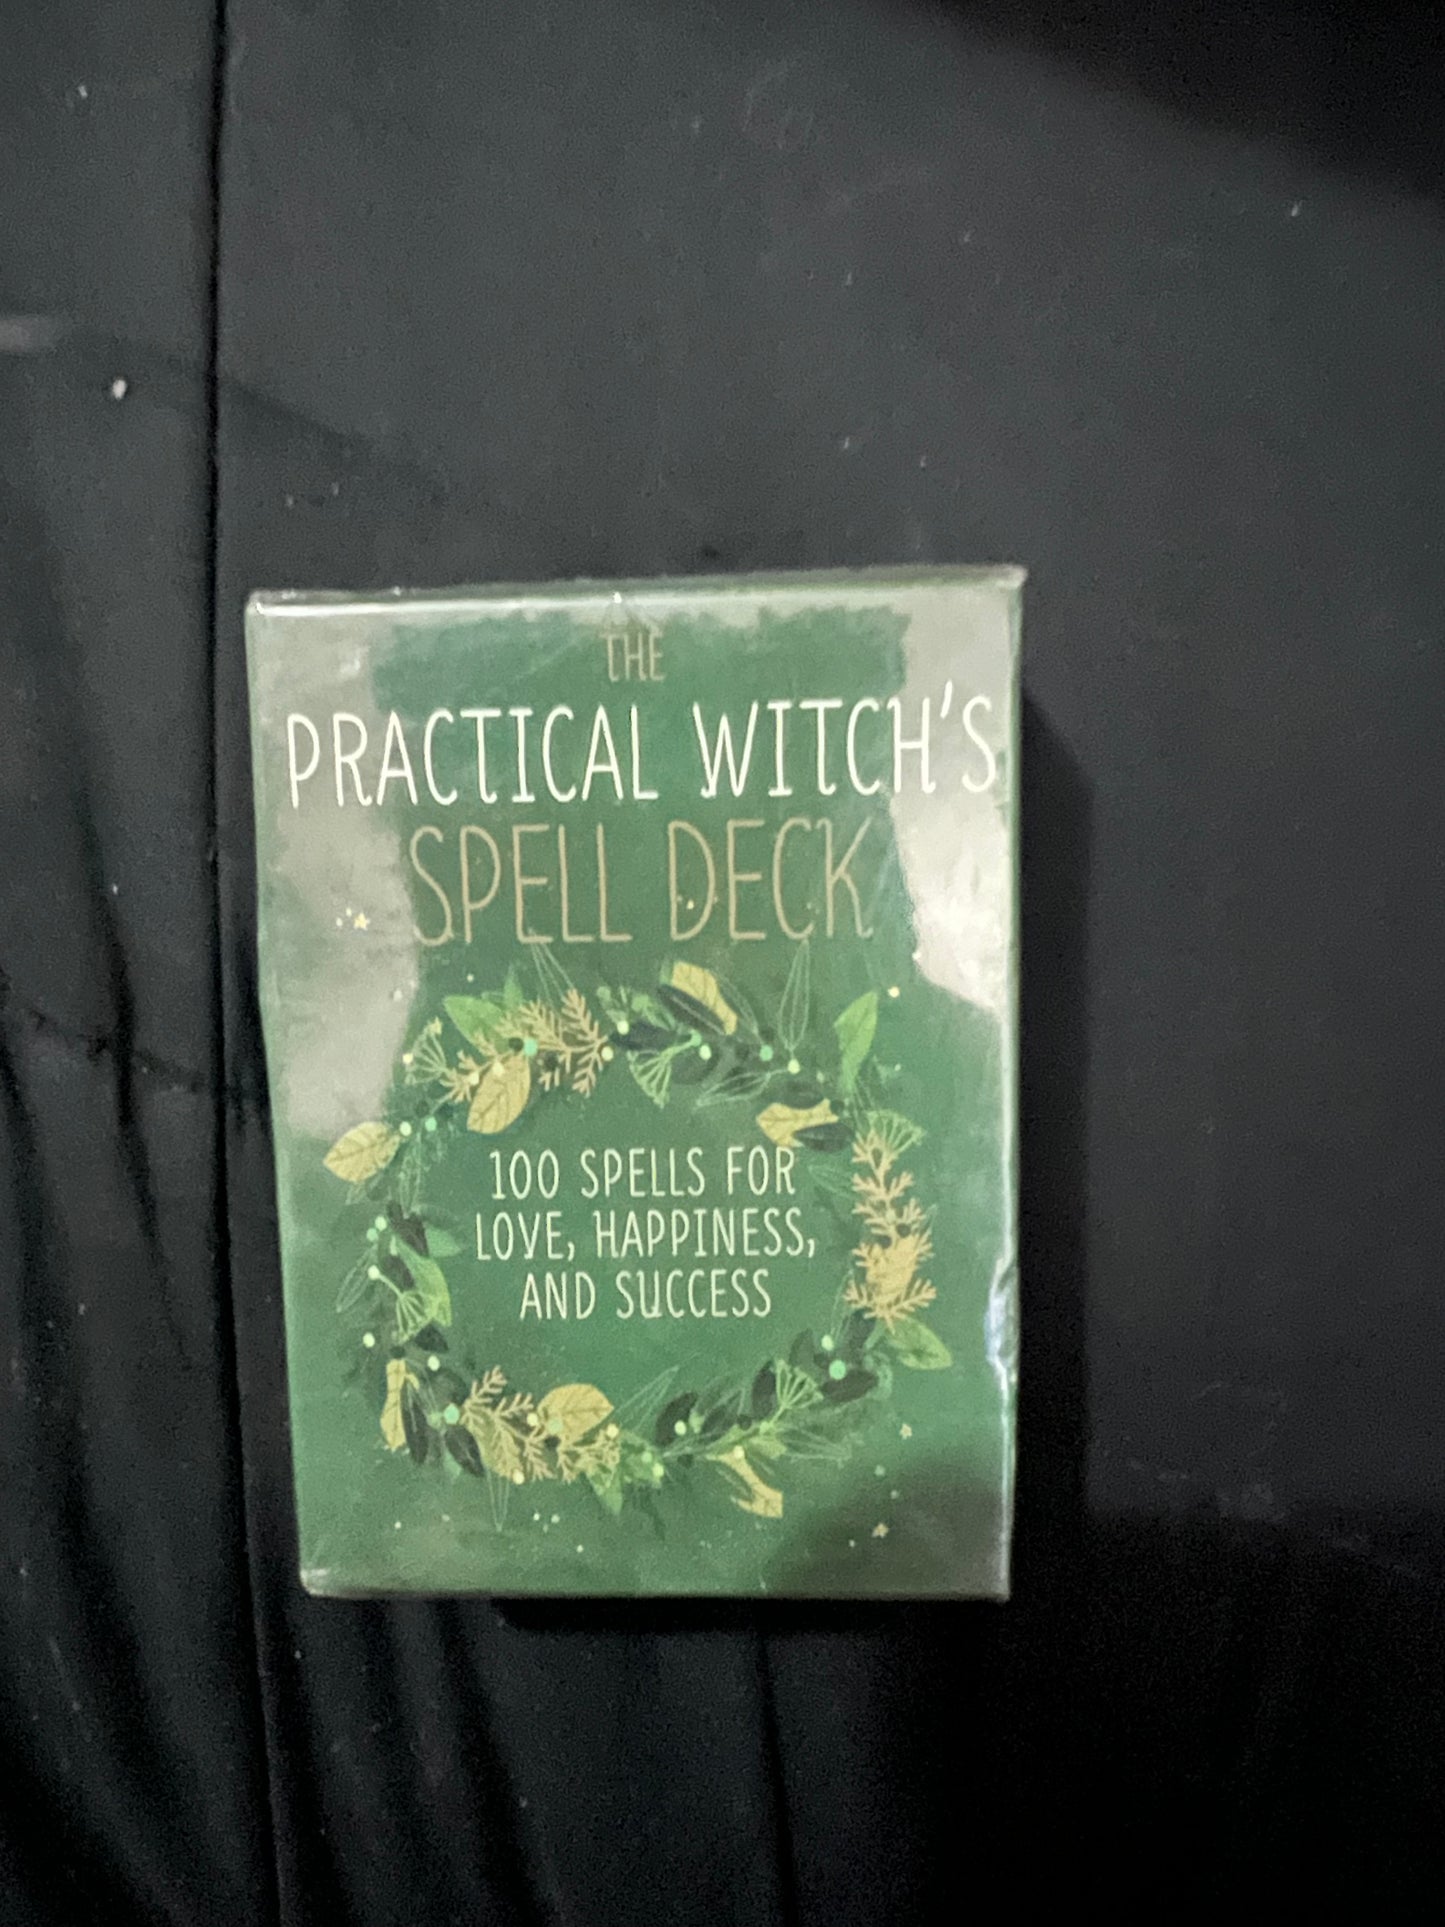 THE
PRACTICAL WITCH'S
SPELL DECK
100 SPELLS FOR
LOVE, HAPPINESS,
AND SUCCESS